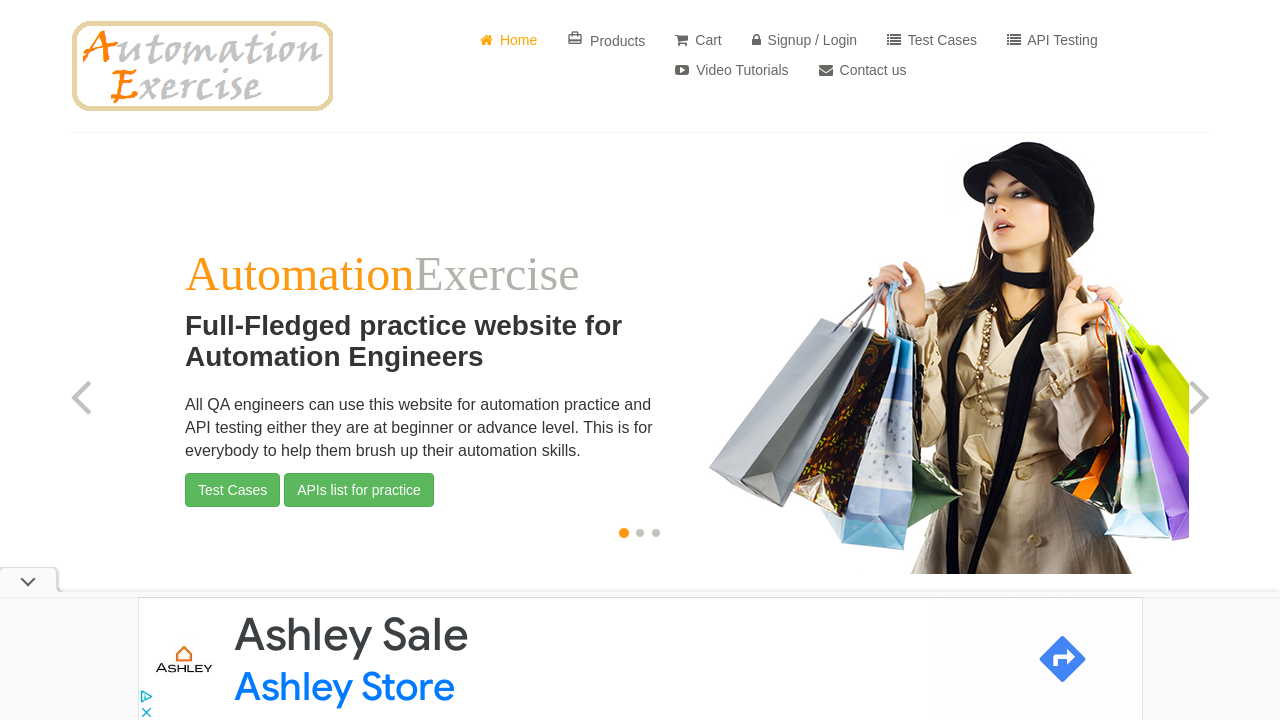 Automation
Exercise
Home
Products
Cart
Signup / Login
Test Cases
API Testing
Video Tutorials
Contact us
AutomationExercise
Full-Fledged practice website for
Automation Engineers
All QA engineers can use this website for automation practice and
API testing either they are at beginner or advance level. This is for
everybody to help them brush up their automation skills.
Test Cases
APIs list for practice
Ashley Sale
ASHLEY
Ashley Store